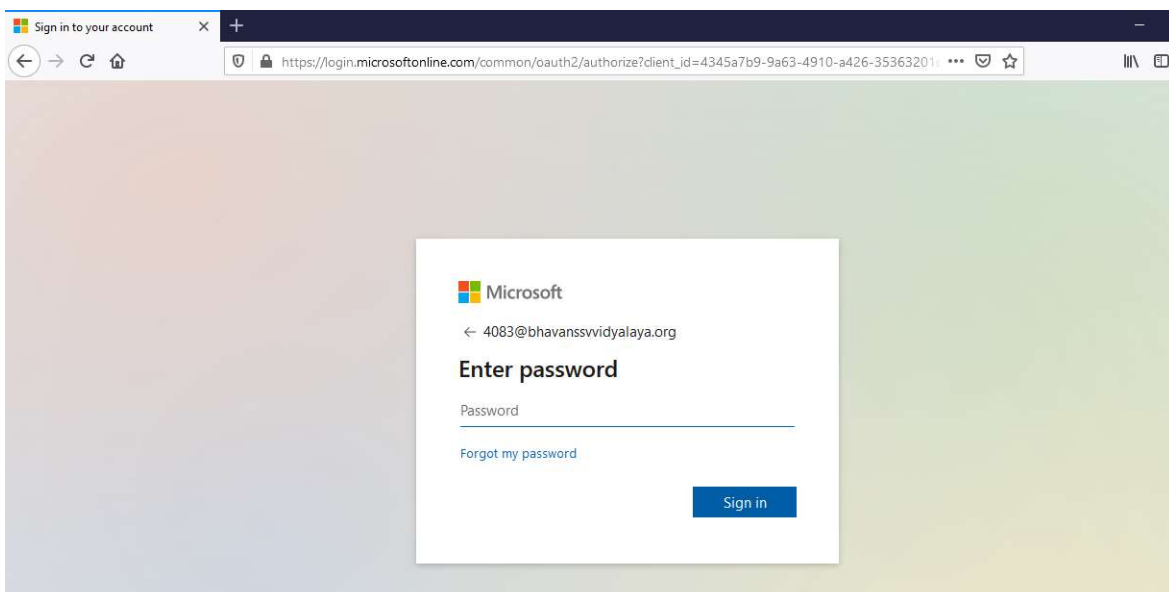 Sign in to your account
https://login.microsoftonline.com/common/oauth2/authorize?client_id=4345a7b9-9a63-4910-a426-35363201
Microsoft
← 4083@bhavanssvvidyalaya.org
Enter password
Password
Forgot my password
Sign in